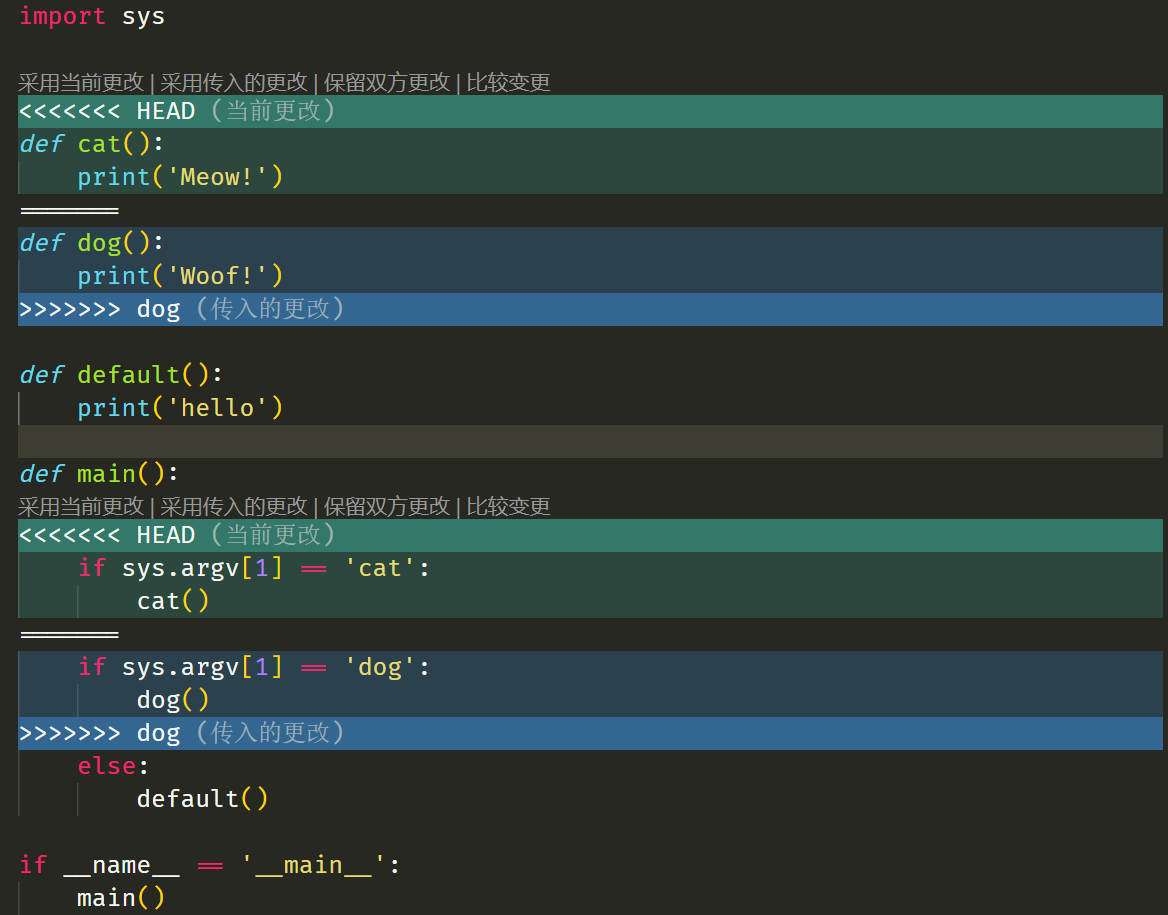 import sys
采用当前更改 | 采用传入的更改 | 保留双方更改 | 比较变更
<<<<<<< HEAD (当前更改)
def cat():
    print('Meow!')
=======
def dog():
    print('Woof!')
>>>>>>> dog (传入的更改)
def default():
    print('hello')
def main():
采用当前更改 | 采用传入的更改 | 保留双方更改 | 比较变更
<<<<<<< HEAD (当前更改)
    if sys.argv[1] == 'cat':
        cat()
=======
    if sys.argv[1] == 'dog':
        dog()
>>>>>>> dog (传入的更改)
    else:
        default()
if __name__ == '__main__':
    main()